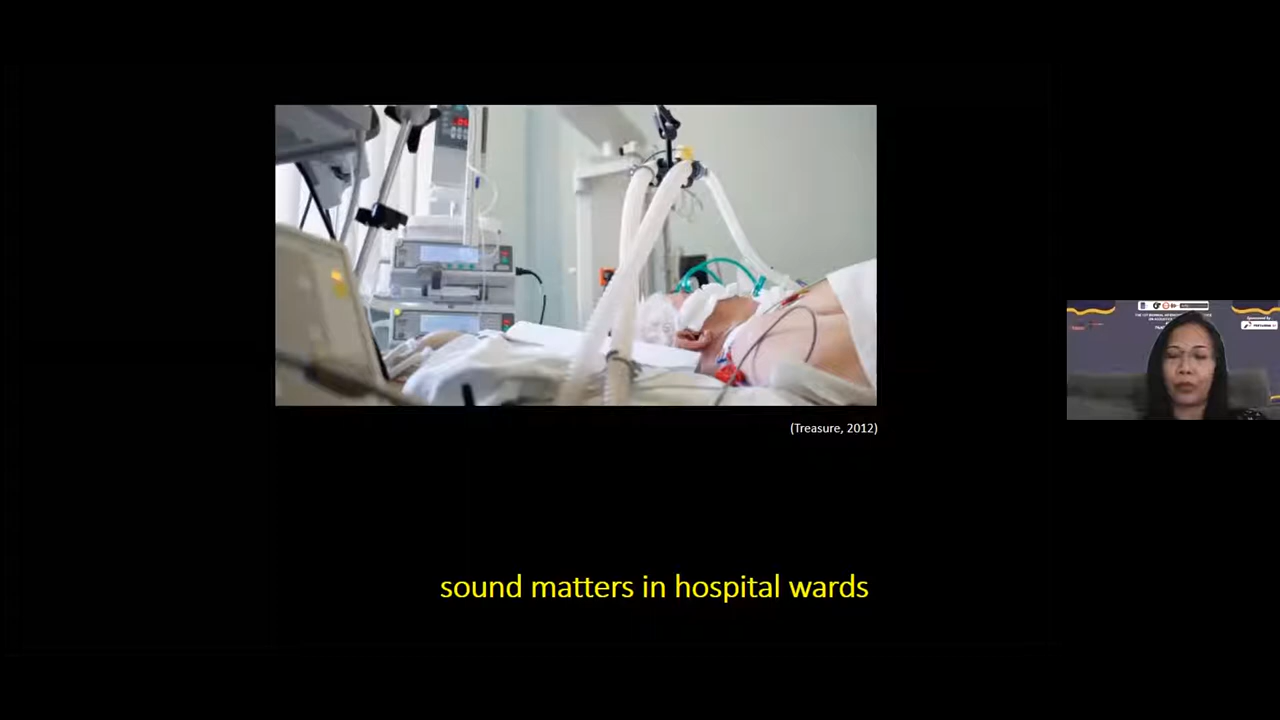 (Treasure, 2012)
sound matters in hospital wards